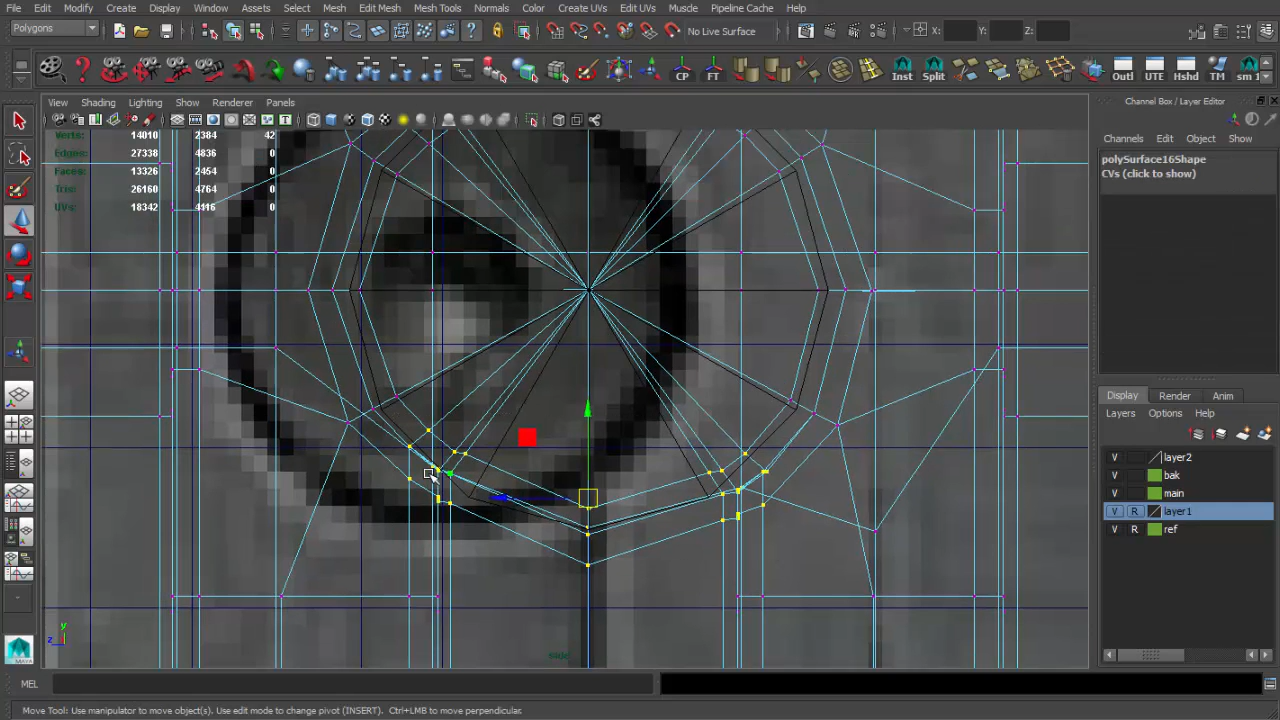 File Edit Modify Create Display Window Assets Select Mesh Edit Mesh Mesh Tools Normals Color Create UVs Edit UVs Muscle Pipeline Cache Help
Polygons No Live Surface X: Y: Z:
CP FT Inst Split Outl UTE Hshd TM sm 1
View Shading Lighting Show Renderer Panels
Channel Box / Layer Editor
Channels Edit Object Show
Verts: 14010 2384 42
Edges: 27338 4836 0
Faces: 13326 2454 0
Tris: 26160 4764 0
UVs: 18342 4116 0
polySurface16Shape
CVs (click to show)
Display Render Anim
Layers Options Help
V layer2
V bak
V main
V R layer1
V R ref
y
z
side
MEL
Move Tool: Use manipulator to move object(s). Use edit mode to change pivot (INSERT). Ctrl+LMB to move perpendicular.